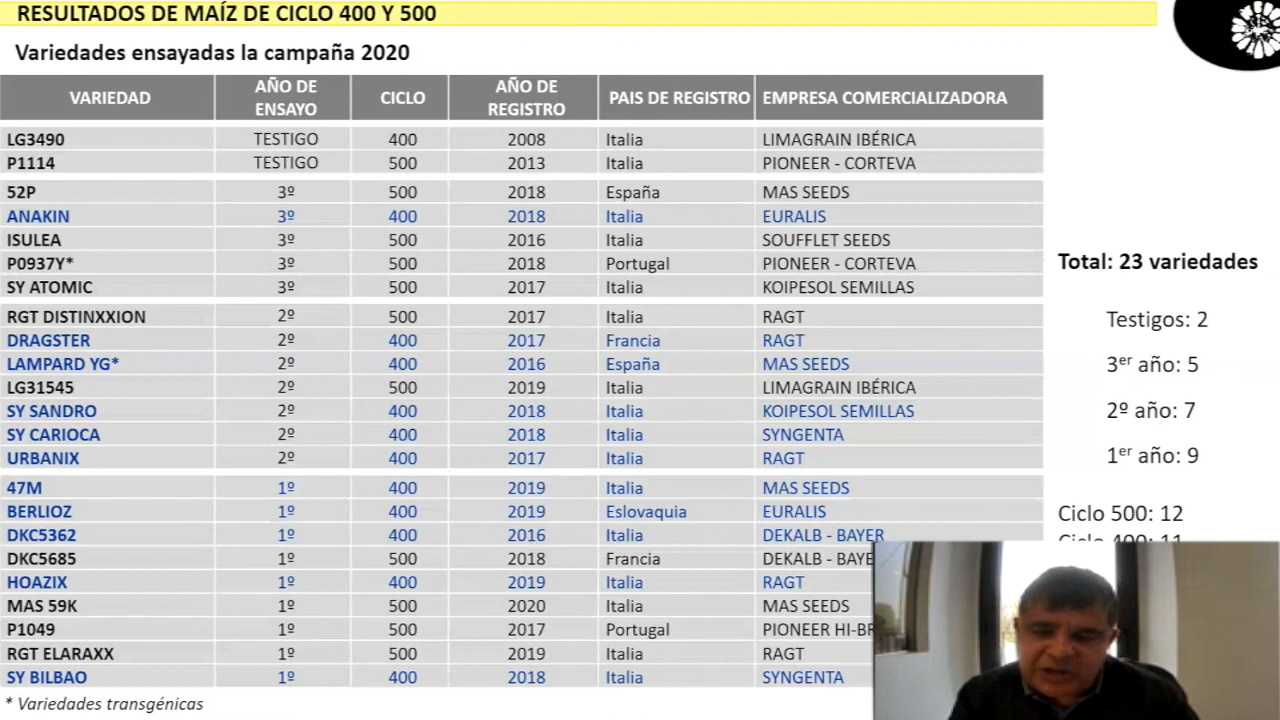 RESULTADOS DE MAÍZ DE CICLO 400 Y 500
Variedades ensayadas la campaña 2020
VARIEDAD AÑO DE ENSAYO CICLO AÑO DE REGISTRO PAIS DE REGISTRO EMPRESA COMERCIALIZADORA
LG3490 TESTIGO 400 2008 Italia LIMAGRAIN IBÉRICA
P1114 TESTIGO 500 2013 Italia PIONEER - CORTEVA
52P 3º 500 2018 España MAS SEEDS
ANAKIN 3º 400 2018 Italia EURALIS
ISULEA 3º 500 2016 Italia SOUFFLET SEEDS
P0937Y* 3º 500 2018 Portugal PIONEER - CORTEVA
SY ATOMIC 3º 500 2017 Italia KOIPESOL SEMILLAS
RGT DISTINXXION 2º 500 2017 Italia RAGT
DRAGSTER 2º 400 2017 Francia RAGT
LAMPARD YG* 2º 400 2016 España MAS SEEDS
LG31545 2º 500 2019 Italia LIMAGRAIN IBÉRICA
SY SANDRO 2º 400 2018 Italia KOIPESOL SEMILLAS
SY CARIOCA 2º 400 2018 Italia SYNGENTA
URBANIX 2º 400 2017 Italia RAGT
47M 1º 400 2019 Italia MAS SEEDS
BERLIOZ 1º 400 2019 Eslovaquia EURALIS
DKC5362 1º 400 2016 Italia DEKALB - BAYER
DKC5685 1º 500 2018 Francia DEKALB - BAYE
HOAZIX 1º 400 2019 Italia RAGT
MAS 59K 1º 500 2020 Italia MAS SEEDS
P1049 1º 500 2017 Portugal PIONEER HI-B
RGT ELARAXX 1º 500 2019 Italia RAGT
SY BILBAO 1º 400 2018 Italia SYNGENTA
* Variedades transgénicas
Total: 23 variedades
Testigos: 2
3er año: 5
2º año: 7
1er año: 9
Ciclo 500: 12
Ciclo 400: 11